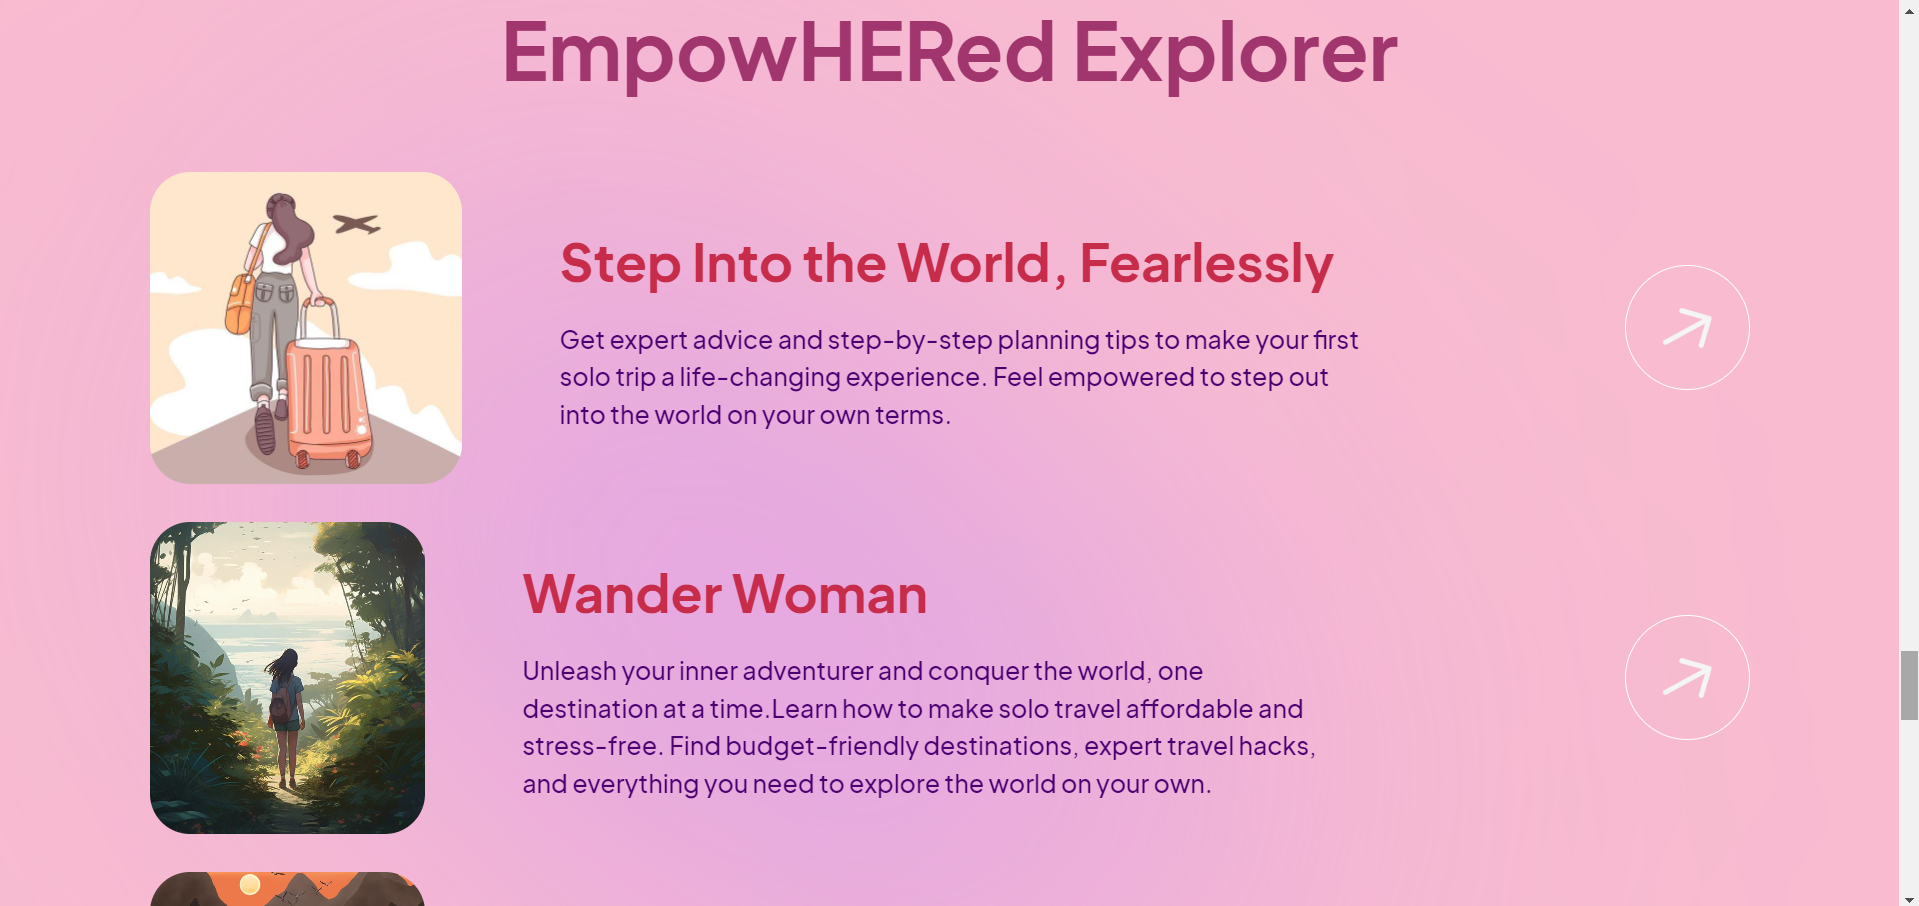 EmpowHERed Explorer
Step Into the World, Fearlessly
Get expert advice and step-by-step planning tips to make your first
solo trip a life-changing experience. Feel empowered to step out
into the world on your own terms.
Wander Woman
Unleash your inner adventurer and conquer the world, one
destination at a time.Learn how to make solo travel affordable and
stress-free. Find budget-friendly destinations, expert travel hacks,
and everything you need to explore the world on your own.